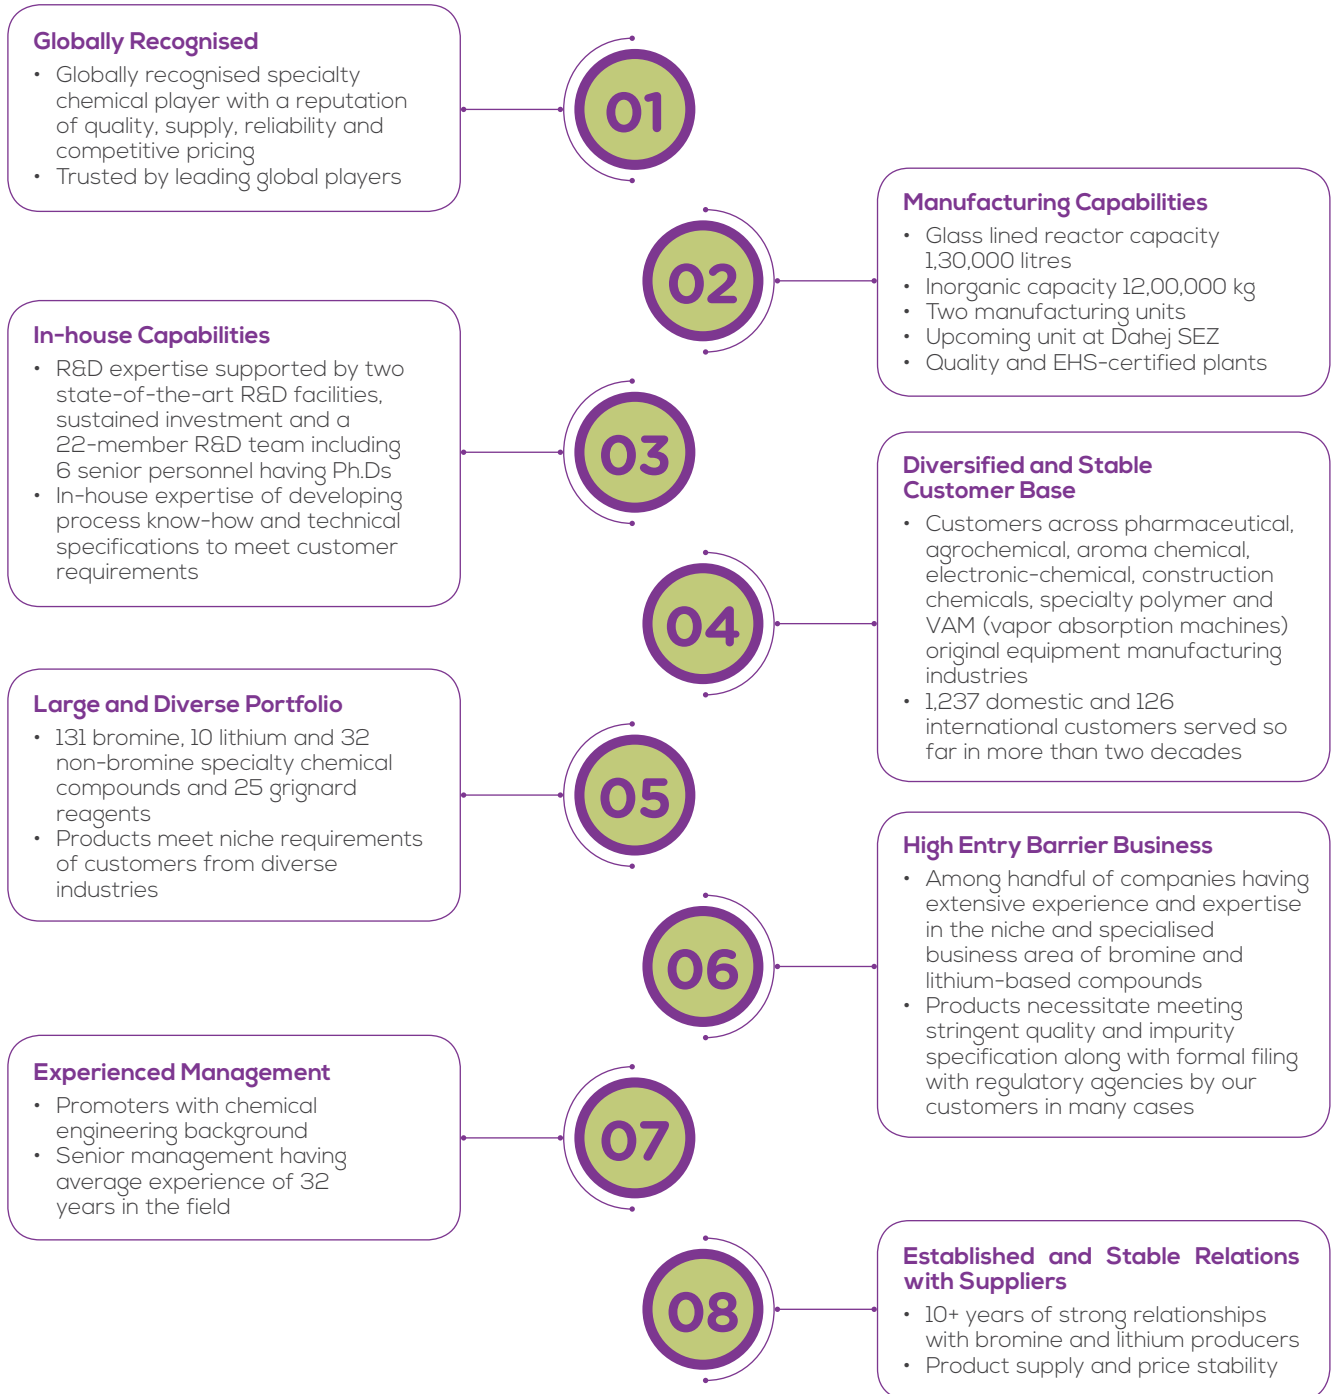 Globally Recognised
• Globally recognised specialty
chemical player with a reputation
of quality, supply, reliability and
competitive pricing
• Trusted by leading global players
01
Manufacturing Capabilities
• Glass lined reactor capacity
1,30,000 litres
• Inorganic capacity 12,00,000 kg
• Two manufacturing units
• Upcoming unit at Dahej SEZ
• Quality and EHS-certified plants
02
In-house Capabilities
• R&D expertise supported by two
state-of-the-art R&D facilities,
sustained investment and a
22-member R&D team including
6 senior personnel having Ph.Ds
• In-house expertise of developing
process know-how and technical
specifications to meet customer
requirements
03
Diversified and Stable
Customer Base
• Customers across pharmaceutical,
agrochemical, aroma chemical,
electronic-chemical, construction
chemicals, specialty polymer and
VAM (vapor absorption machines)
original equipment manufacturing
industries
• 1,237 domestic and 126
international customers served so
far in more than two decades
04
Large and Diverse Portfolio
• 131 bromine, 10 lithium and 32
non-bromine specialty chemical
compounds and 25 grignard
reagents
• Products meet niche requirements
of customers from diverse
industries
05
High Entry Barrier Business
• Among handful of companies having
extensive experience and expertise
in the niche and specialised
business area of bromine and
lithium-based compounds
• Products necessitate meeting
stringent quality and impurity
specification along with formal filing
with regulatory agencies by our
customers in many cases
06
Experienced Management
• Promoters with chemical
engineering background
• Senior management having
average experience of 32
years in the field
07
Established and Stable Relations
with Suppliers
• 10+ years of strong relationships
with bromine and lithium producers
• Product supply and price stability
08